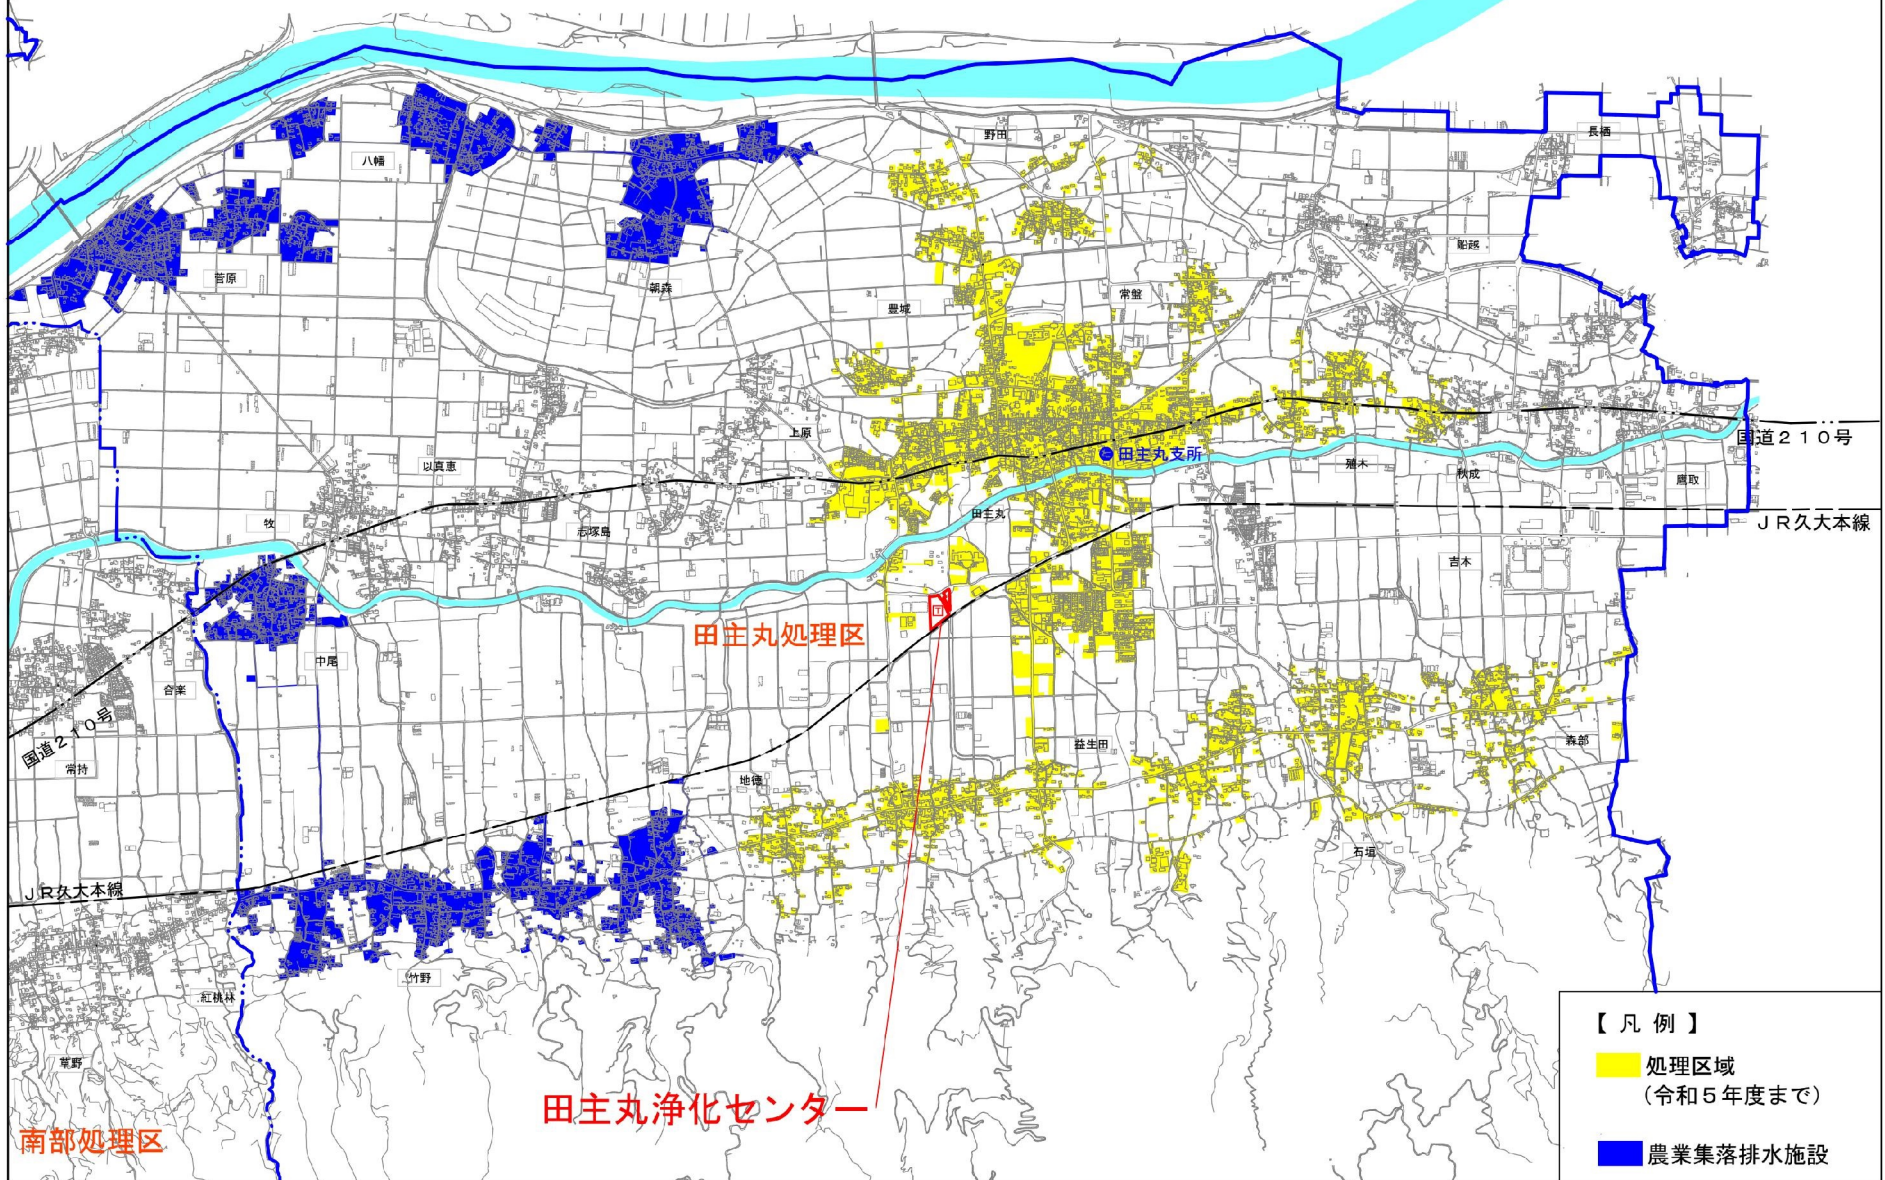 野田
長栖
八幡
船越
菅原
朝森
常盤
豊城
上原
国道210号
田主丸支所
以真恵
殖木
秋成
鷹取
牧
田主丸
志塚島
JR久大本線
吉木
田主丸処理区
中尾
合楽
国道210号
益生田
森部
常持
地徳
石垣
JR久大本線
竹野
紅桃林
【凡例】
草野
処理区域
(令和5年度まで)
田主丸浄化センター
南部処理区
農業集落排水施設